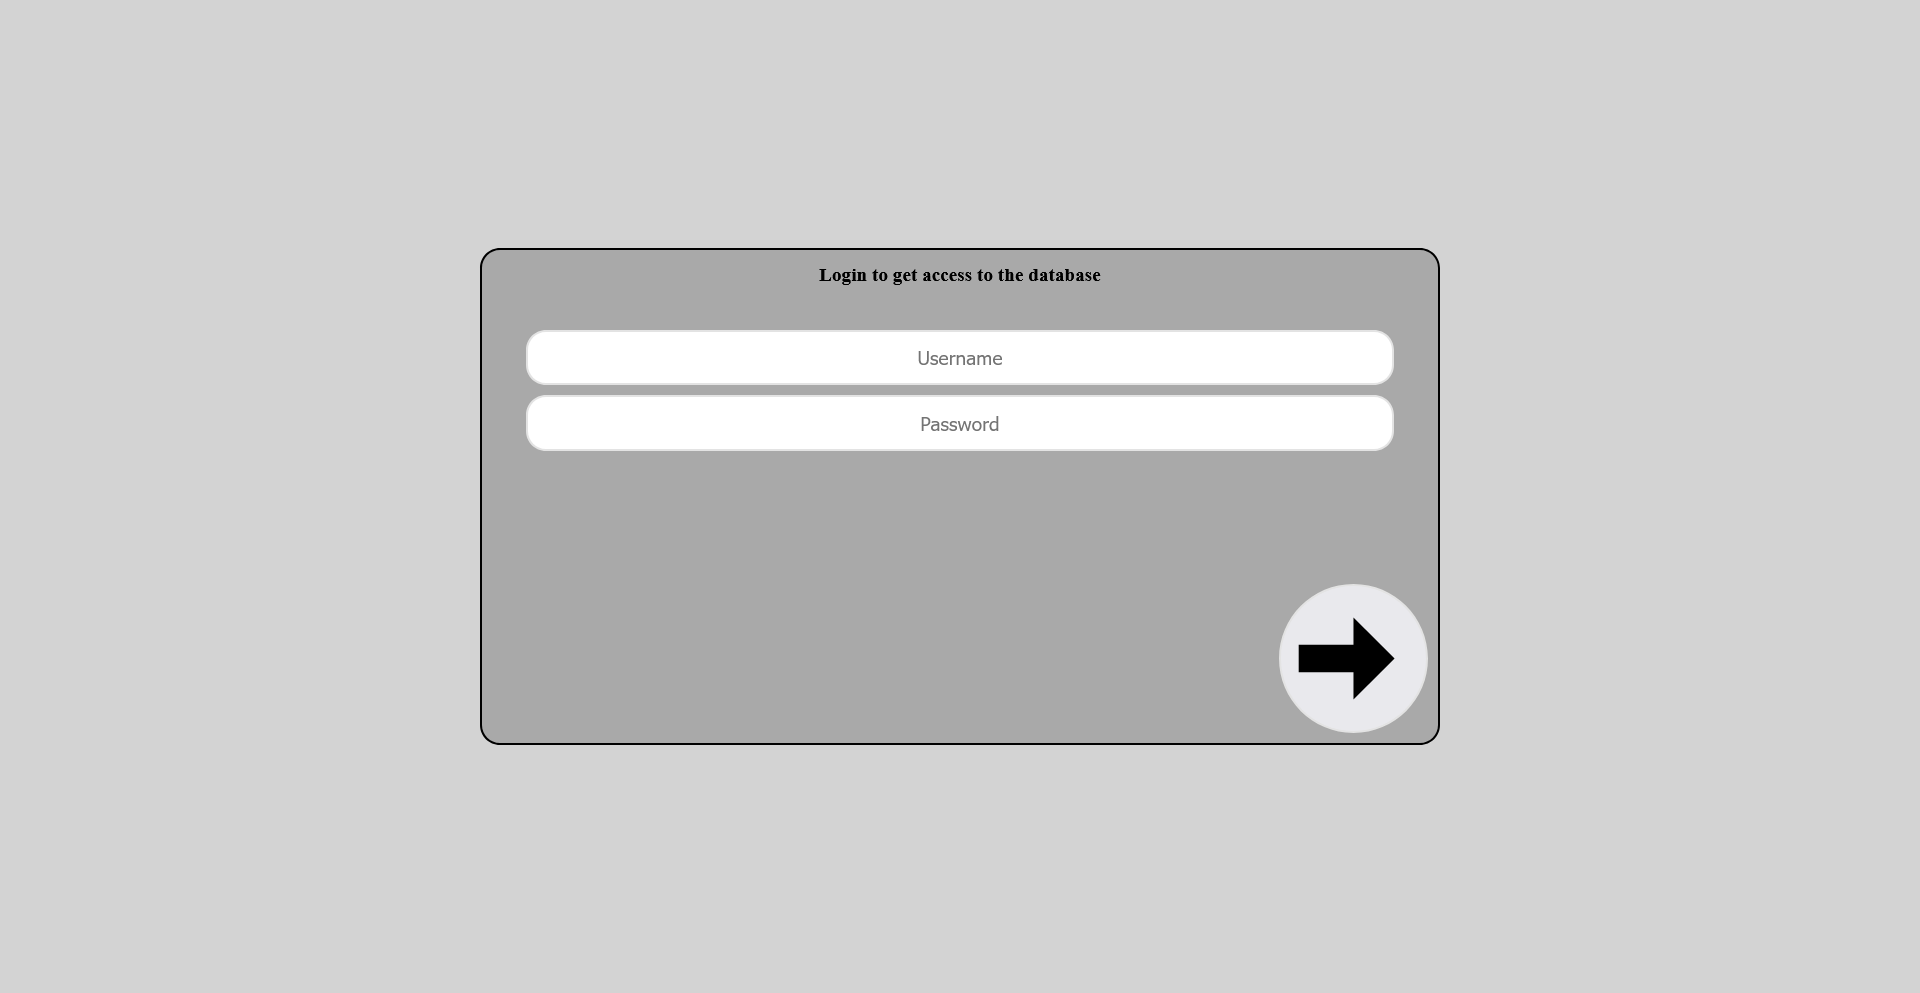 Login to get access to the database
Username
Password